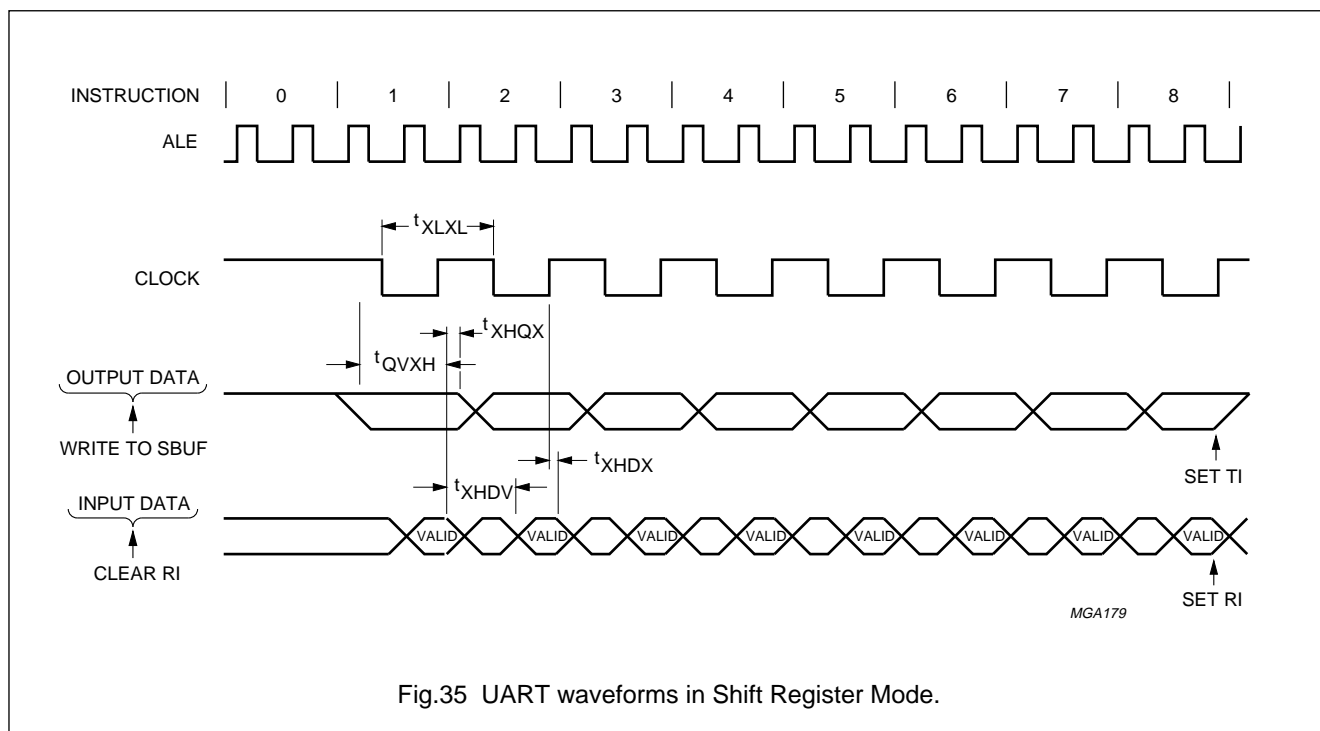 INSTRUCTION 0 1 2 3 4 5 6 7 8
ALE
tXLXL
CLOCK
tXHQX
tQVXH
OUTPUT DATA
WRITE TO SBUF
tXHDX
SET TI
tXHDV
INPUT DATA
VALID VALID VALID VALID VALID VALID VALID VALID
CLEAR RI
SET RI
MGA179
Fig.35 UART waveforms in Shift Register Mode.